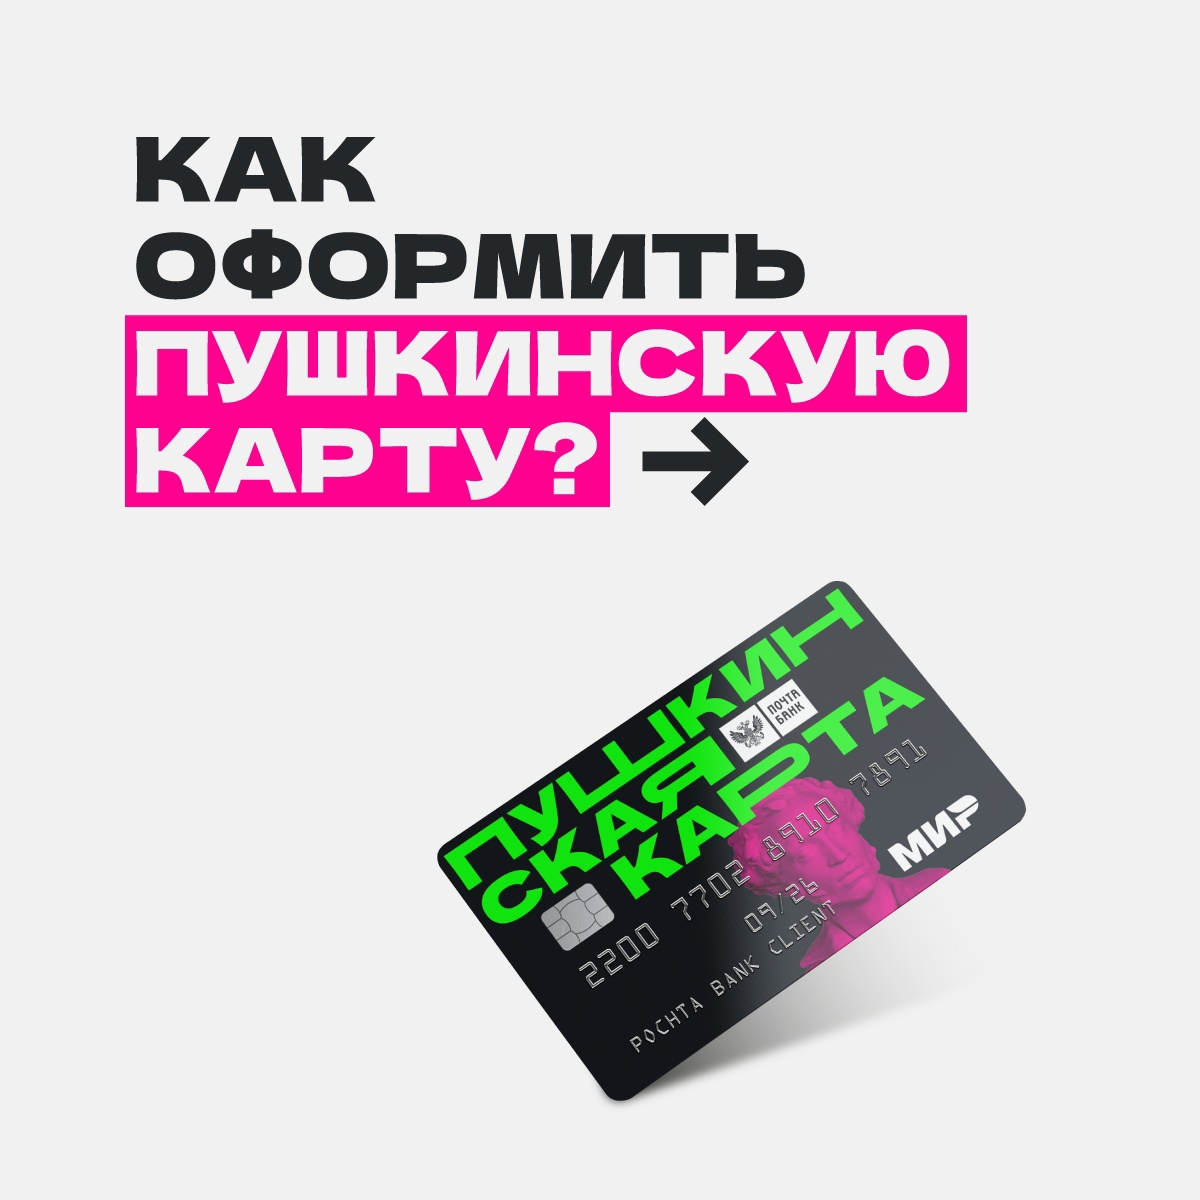 КАК
ОФОРМИТЬ
ПУШКИНСКУЮ
КАРТУ? →
ПУШКИН
СКАЯ
ПОЧТА
БАНК
КАРТА
2200 7702 8910 7891
09/26
POCHTA BANK CLIENT
МИР